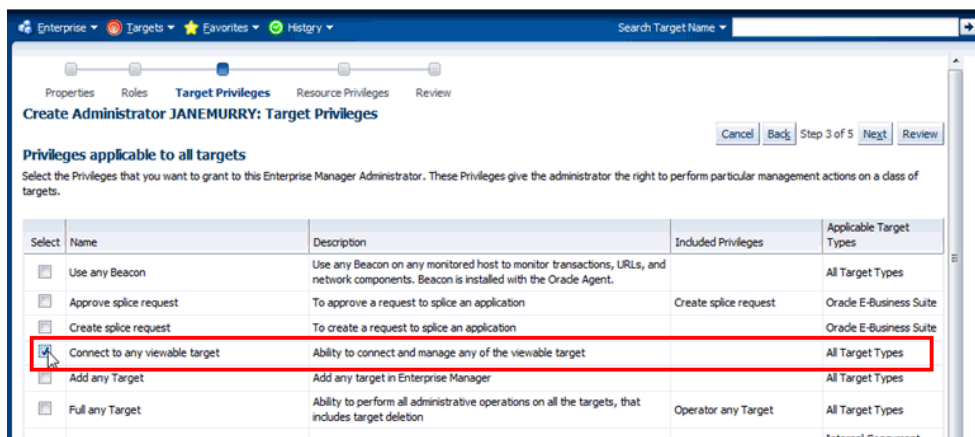 Enterprise Targets Favorites History Search Target Name
Properties Roles Target Privileges Resource Privileges Review
Create Administrator JANEMURRY: Target Privileges
Cancel Back Step 3 of 5 Next Review
Privileges applicable to all targets
Select the Privileges that you want to grant to this Enterprise Manager Administrator. These Privileges give the administrator the right to perform particular management actions on a class of
targets.
Select Name Description Included Privileges Applicable Target
Types
Use any Beacon Use any Beacon on any monitored host to monitor transactions, URLs, and
network components. Beacon is installed with the Oracle Agent. All Target Types
Approve splice request To approve a request to splice an application Create splice request Oracle E-Business Suite
Create splice request To create a request to splice an application Oracle E-Business Suite
Connect to any viewable target Ability to connect and manage any of the viewable target All Target Types
Add any Target Add any target in Enterprise Manager All Target Types
Full any Target Ability to perform all administrative operations on all the targets, that
includes target deletion Operator any Target All Target Types
Internal Concurrent